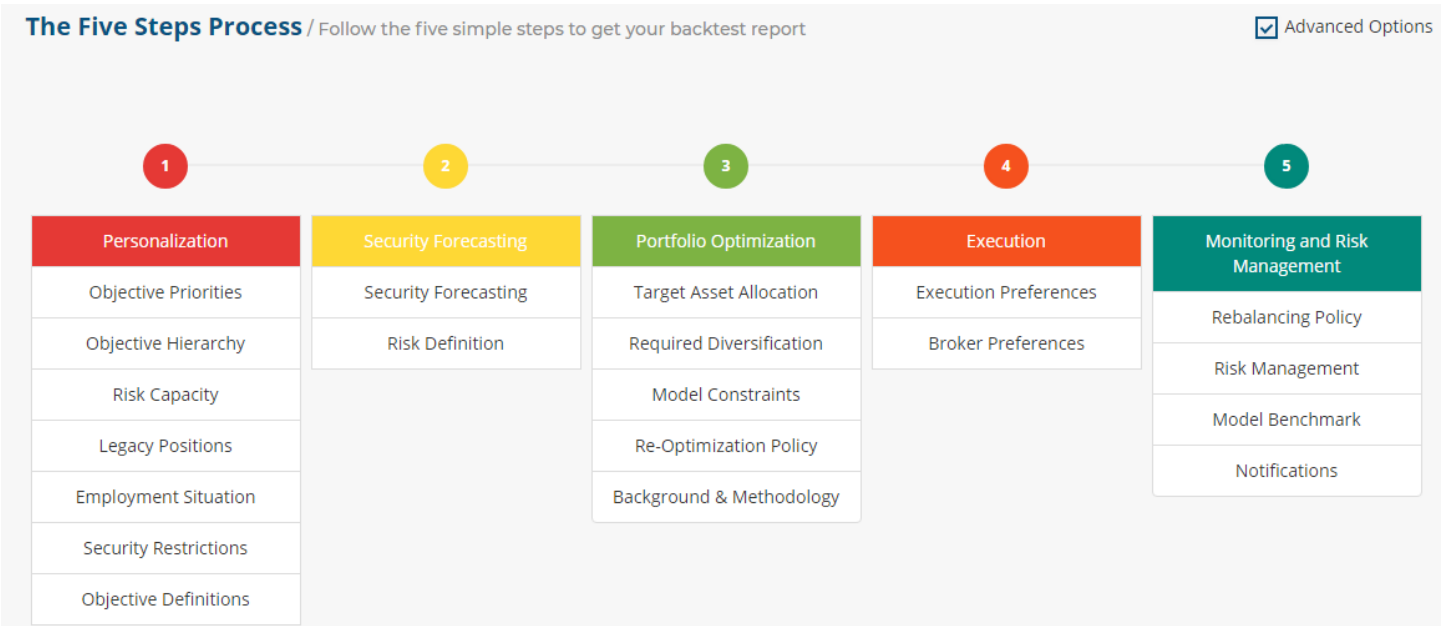 The Five Steps Process / Follow the five simple steps to get your backtest report
Advanced Options
1
2
3
4
5
Personalization
Objective Priorities
Objective Hierarchy
Risk Capacity
Legacy Positions
Employment Situation
Security Restrictions
Objective Definitions
Security Forecasting
Security Forecasting
Risk Definition
Portfolio Optimization
Target Asset Allocation
Required Diversification
Model Constraints
Re-Optimization Policy
Background & Methodology
Execution
Execution Preferences
Broker Preferences
Monitoring and Risk
Management
Rebalancing Policy
Risk Management
Model Benchmark
Notifications